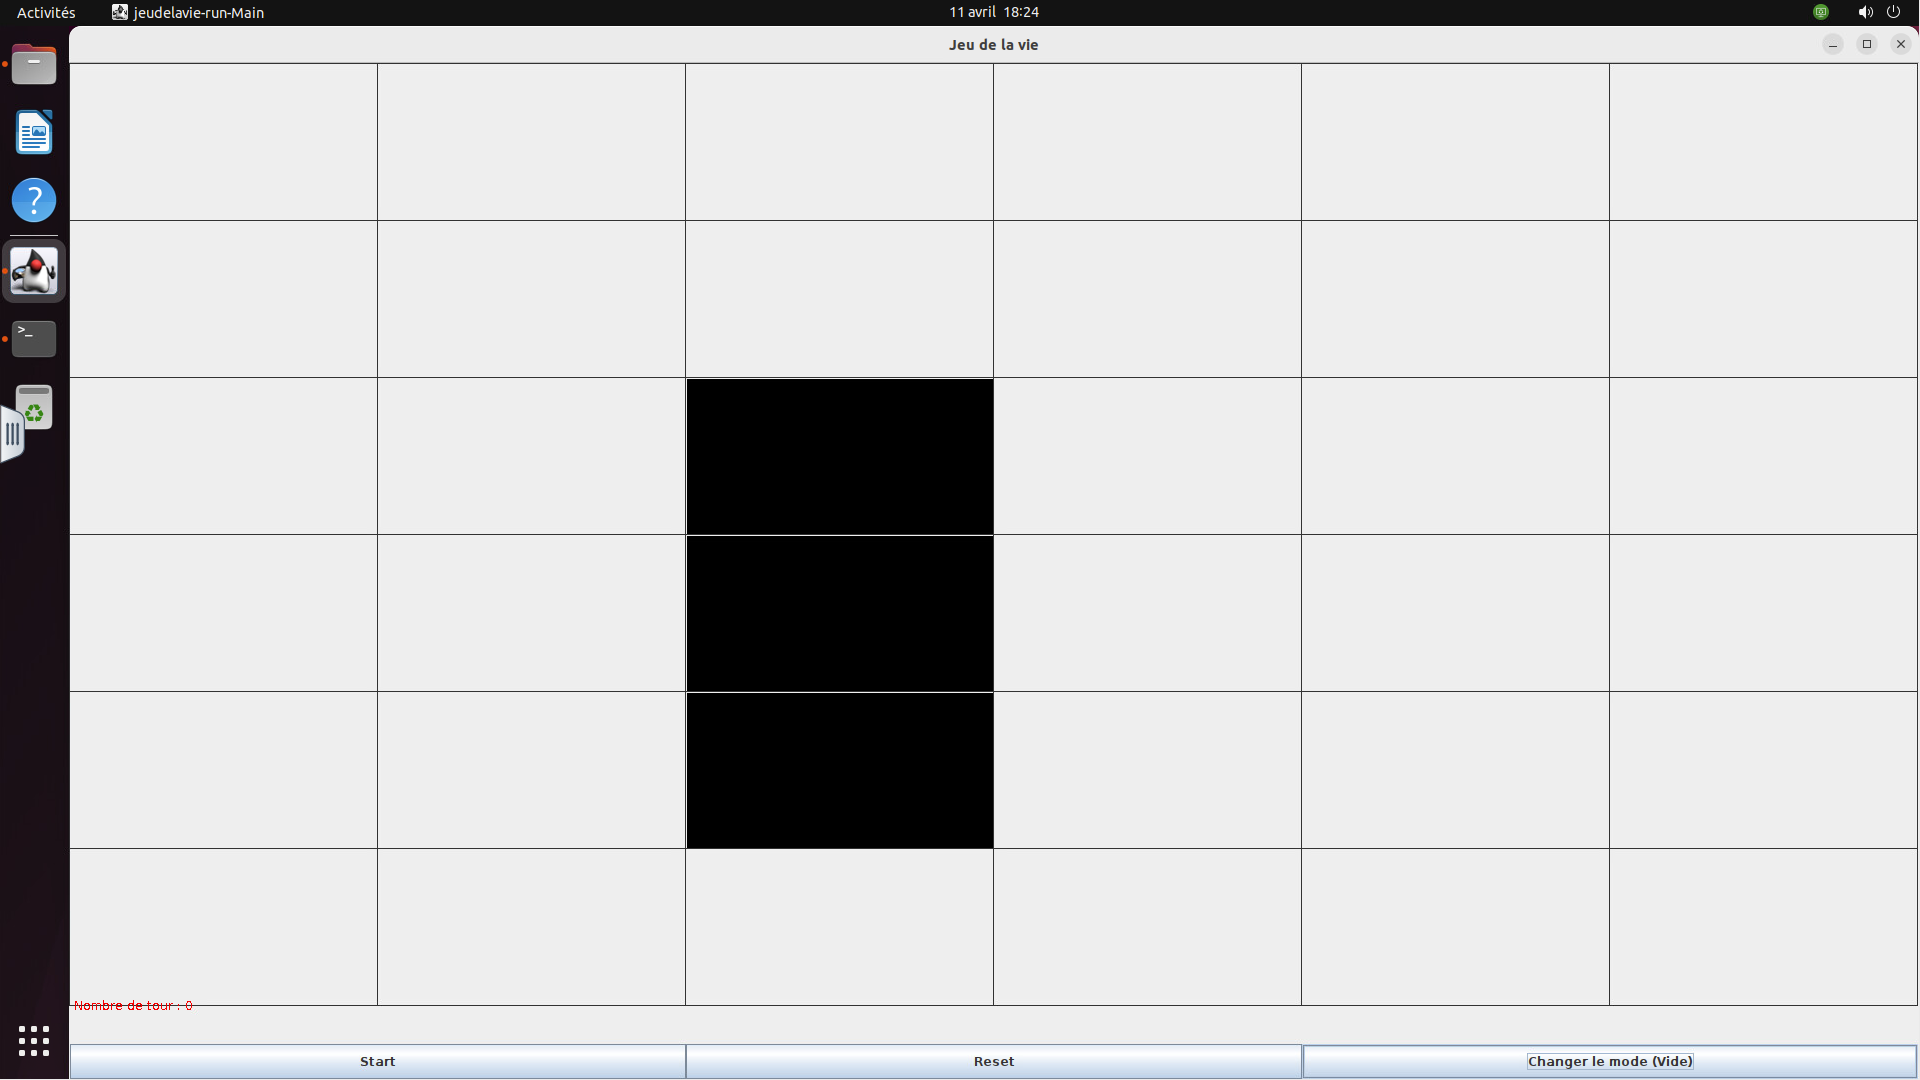 Activités jeudelavie-run-Main 11 avril 18:24
Jeu de la vie
?
>_
Nombre de tour : 0
Start Reset Changer le mode (Vide)